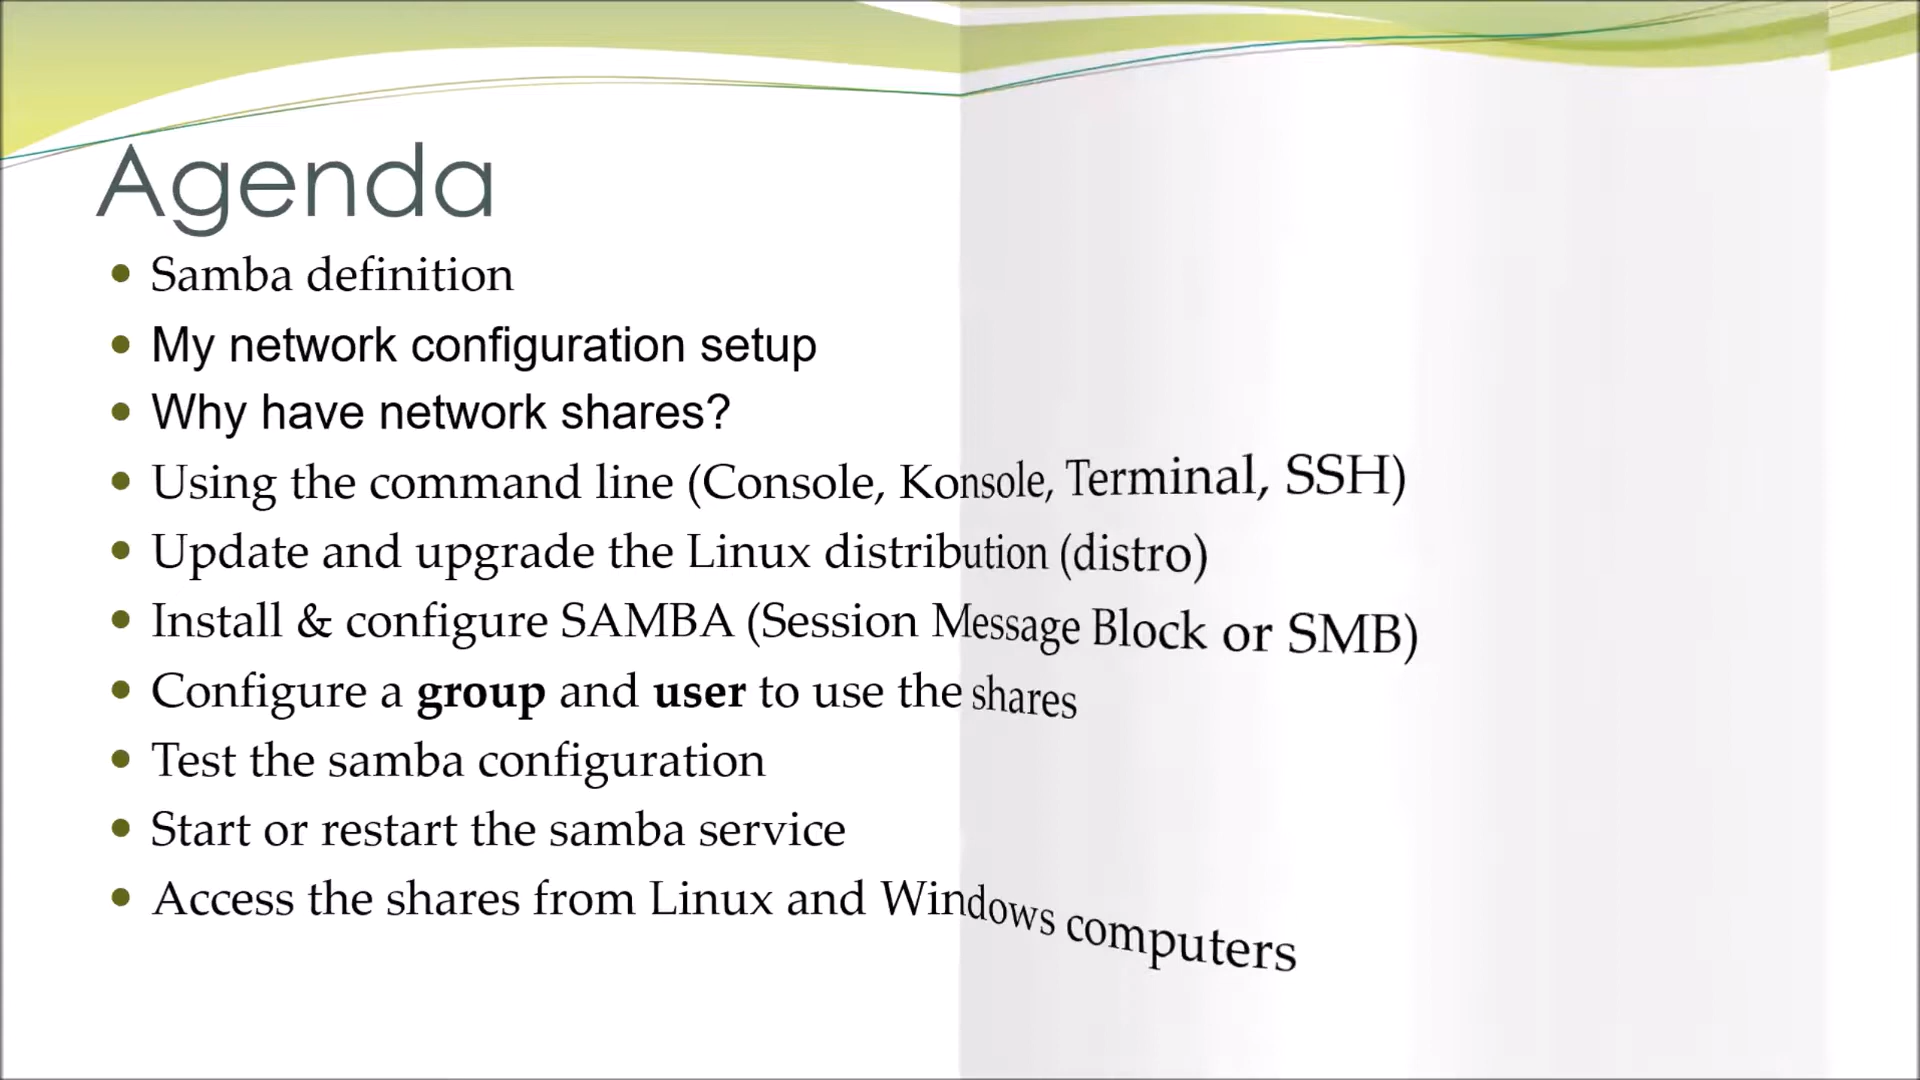 Agenda
• Samba definition
• My network configuration setup
• Why have network shares?
• Using the command line (Console, Konsole, Terminal, SSH)
• Update and upgrade the Linux distribution (distro)
• Install & configure SAMBA (Session Message Block or SMB)
• Configure a group and user to use the shares
• Test the samba configuration
• Start or restart the samba service
• Access the shares from Linux and Windows computers